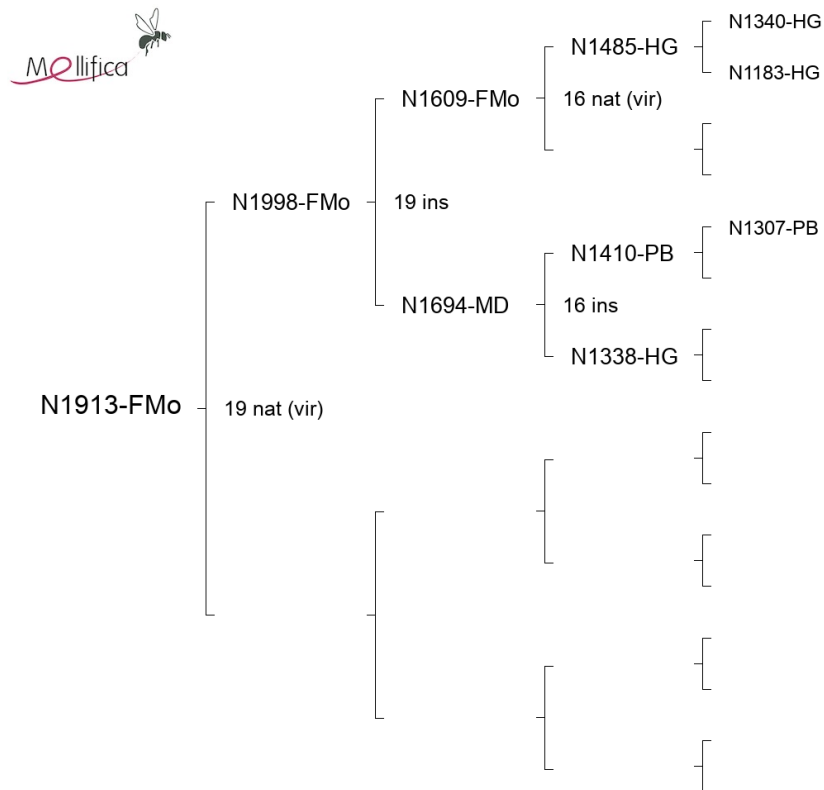 Mellifica
N1340-HG
N1485-HG
N1183-HG
N1609-FMo
16 nat (vir)
N1998-FMo
19 ins
N1307-PB
N1410-PB
N1694-MD
16 ins
N1338-HG
N1913-FMo
19 nat (vir)